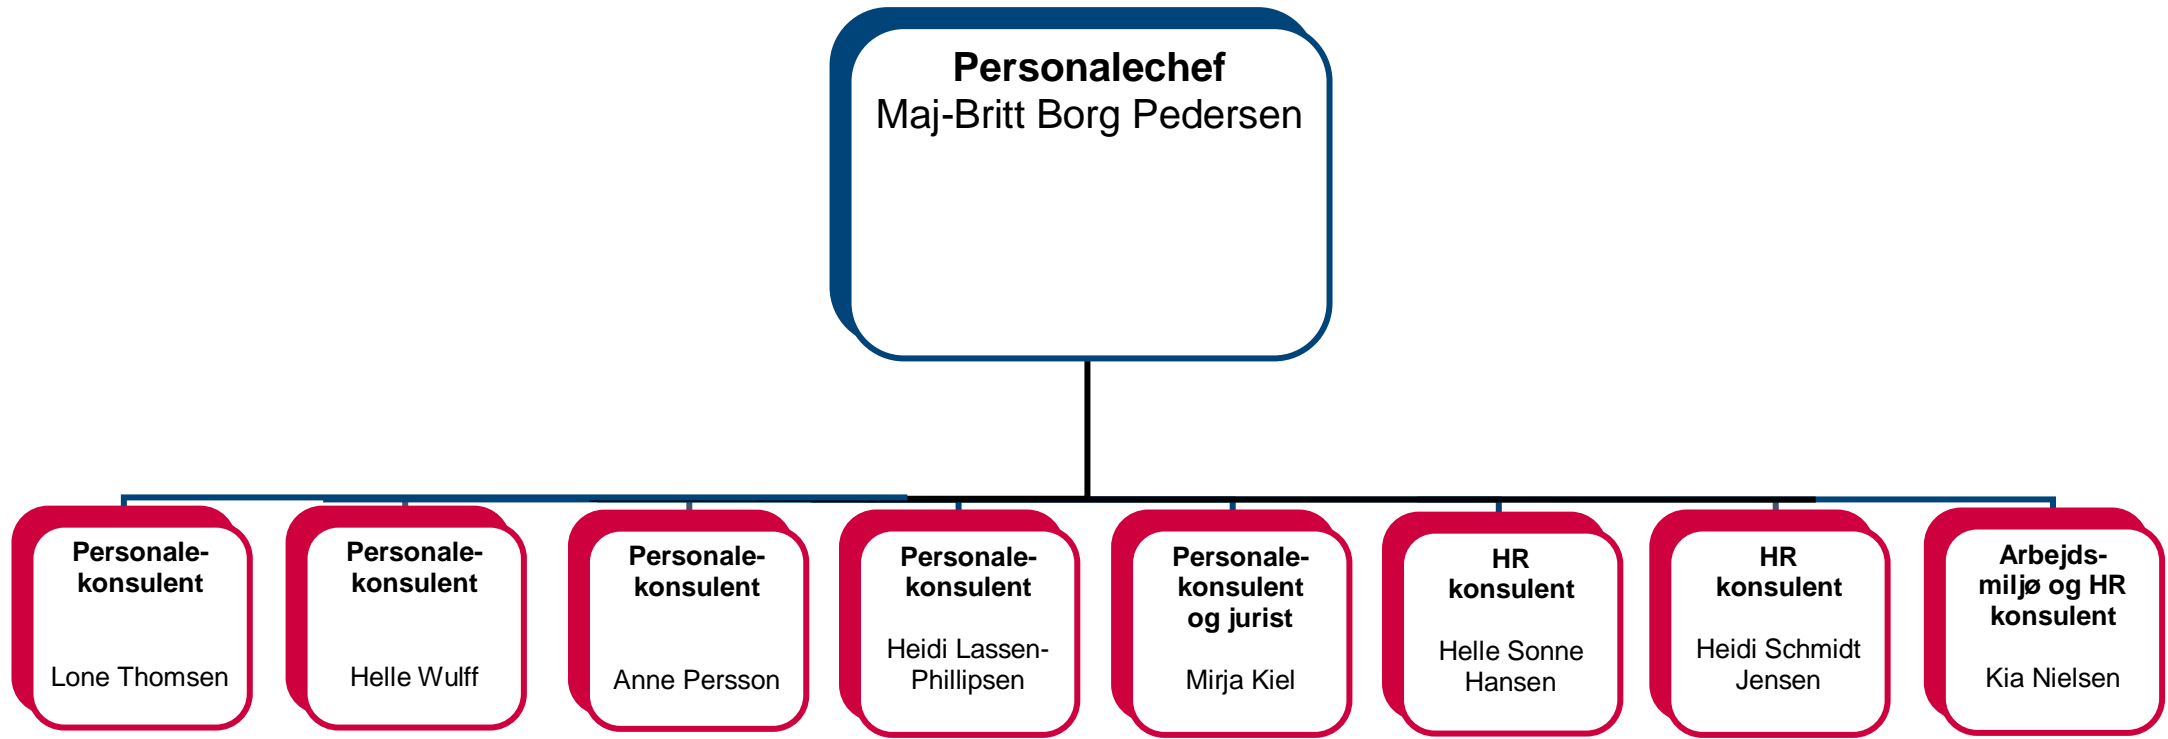 Personalechef
Maj-Britt Borg Pedersen
Personale-
konsulent
Lone Thomsen
Personale-
konsulent
Helle Wulff
Personale-
konsulent
Anne Persson
Personale-
konsulent
Heidi Lassen-
Phillipsen
Personale-
konsulent
og jurist
Mirja Kiel
HR
konsulent
Helle Sonne
Hansen
HR
konsulent
Heidi Schmidt
Jensen
Arbejds-
miljø og HR
konsulent
Kia Nielsen